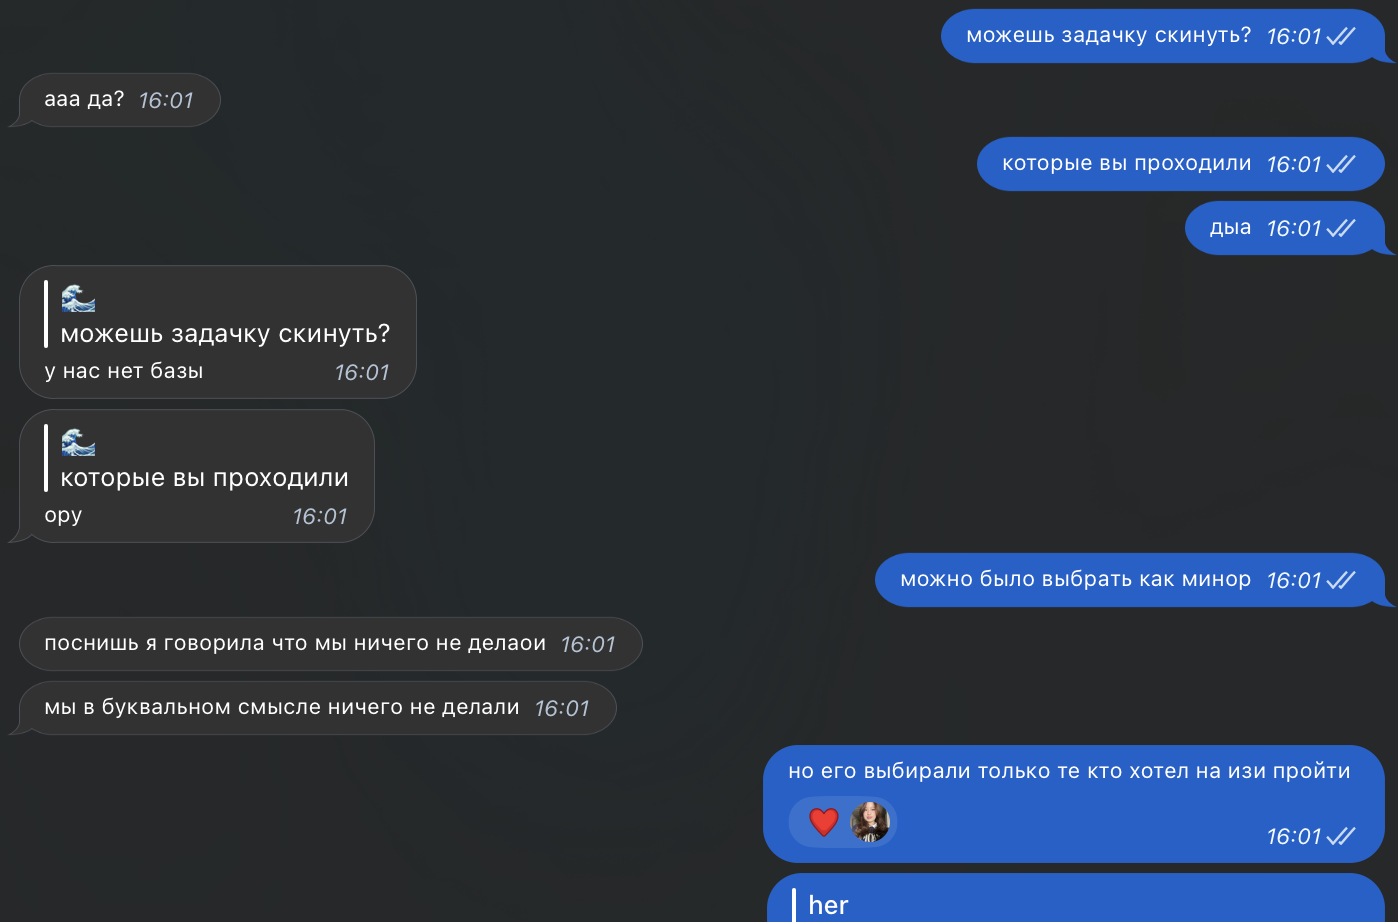 можешь задачку скинуть? 16:01
ааа да? 16:01
которые вы проходили 16:01
дыа 16:01
🌊
можешь задачку скинуть?
у нас нет базы 16:01
🌊
которые вы проходили
ору 16:01
можно было выбрать как минор 16:01
поснишь я говорила что мы ничего не делаои 16:01
мы в буквальном смысле ничего не делали 16:01
но его выбирали только те кто хотел на изи пройти
❤️ 16:01
her